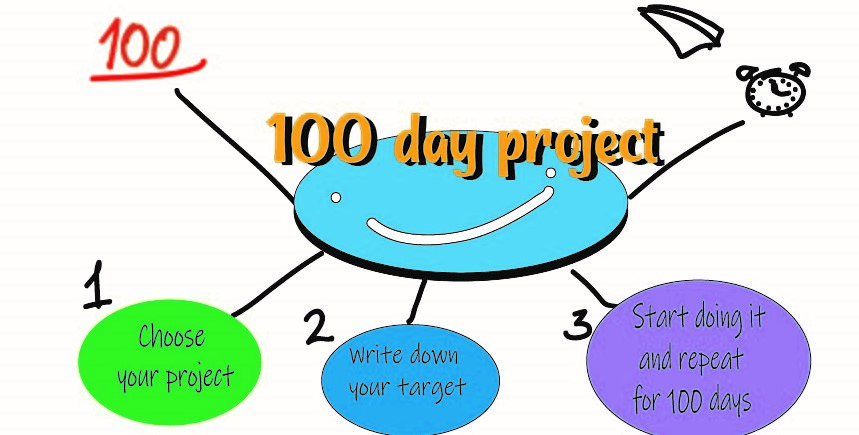 100
100 day project
1
Choose
your project
2
Write down
your target
3
Start doing it
and repeat
for 100 days